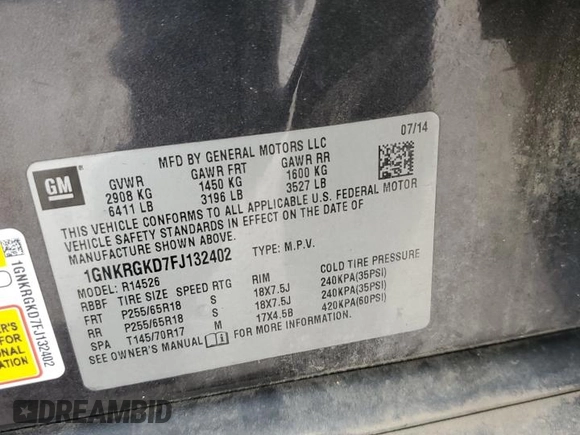 GM
MFD BY GENERAL MOTORS LLC
07/14
GVWR GAWR FRT GAWR RR
2908 KG 1450 KG 1600 KG
6411 LB 3196 LB 3527 LB
THIS VEHICLE CONFORMS TO ALL APPLICABLE U.S. FEDERAL MOTOR
VEHICLE SAFETY STANDARDS IN EFFECT ON THE DATE OF
MANUFACTURE SHOWN ABOVE.
1GNKRGKD7FJ132402 TYPE: M.P.V.
MODEL: R14526
RBBF TIRE SIZE SPEED RTG RIM COLD TIRE PRESSURE
FRT P255/65R18 S 18X7.5J 240KPA(35PSI)
RR P255/65R18 S 18X7.5J 240KPA(35PSI)
SPA T145/70R17 M 17X4.5B 420KPA(60PSI)
SEE OWNER'S MANUAL FOR MORE INFORMATION.
1GNKRGKD7FJ132402
ER'S
FOR
ONAL
ATION
DREAMBID